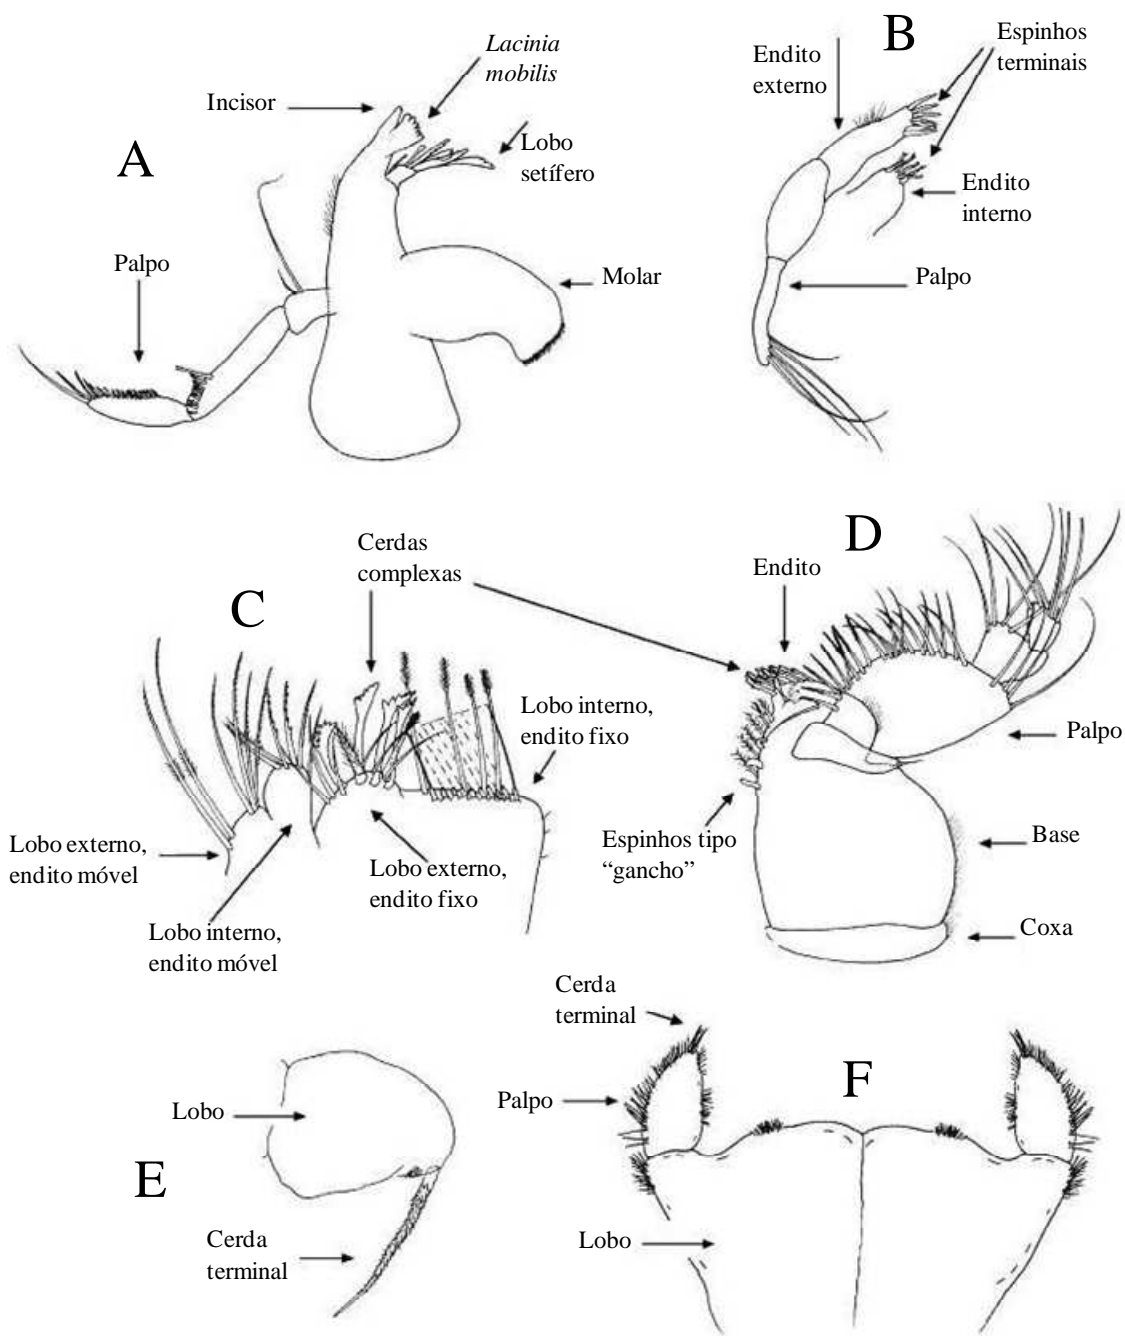 A
Lacinia
mobilis
Incisor
Lobo
setífero
Palpo
Molar
B
Endito
externo
Espinhos
terminais
Endito
interno
Palpo
C
Cerdas
complexas
Lobo interno,
endito fixo
Lobo externo,
endito móvel
Lobo externo,
endito fixo
Lobo interno,
endito móvel
D
Endito
Palpo
Espinhos tipo
“gancho”
Base
Coxa
E
Lobo
Cerda
terminal
F
Cerda
terminal
Palpo
Lobo